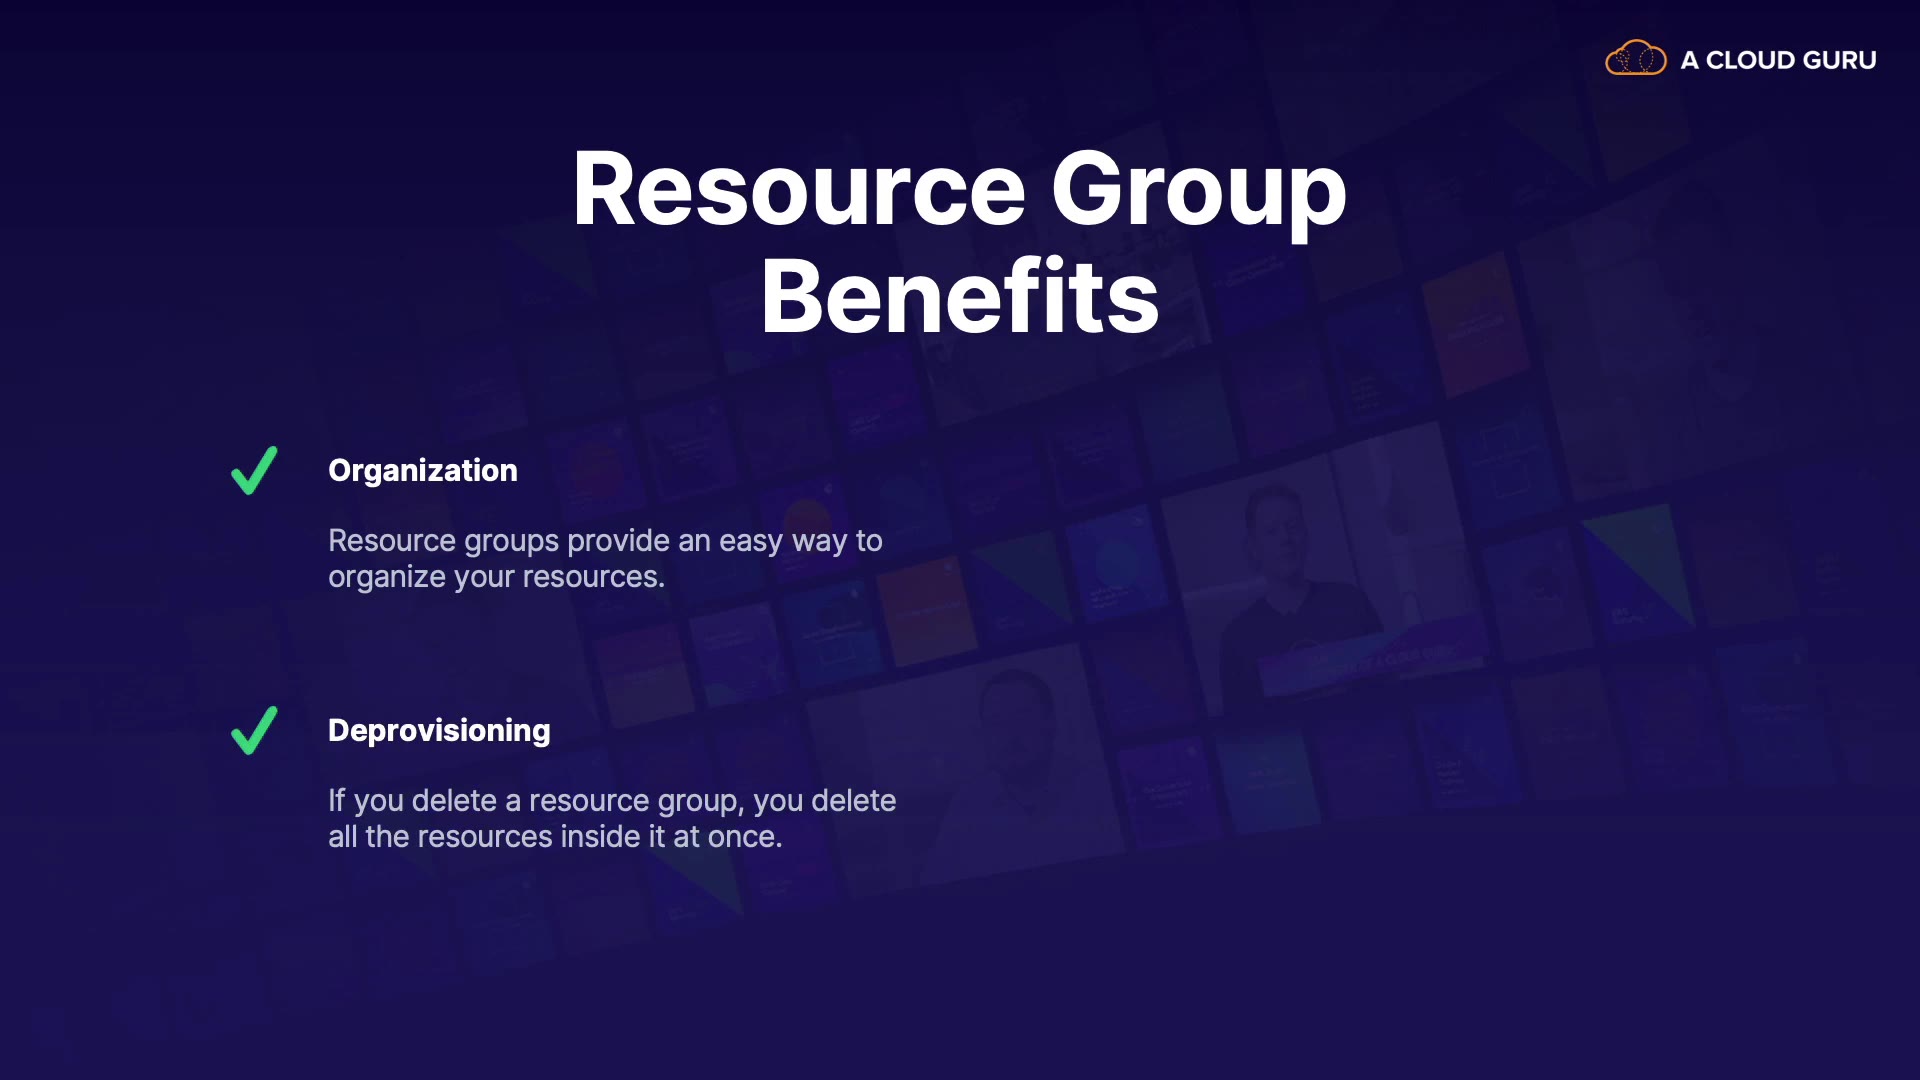 A CLOUD GURU
Resource Group
Benefits
Organization
Resource groups provide an easy way to
organize your resources.
Deprovisioning
If you delete a resource group, you delete
all the resources inside it at once.